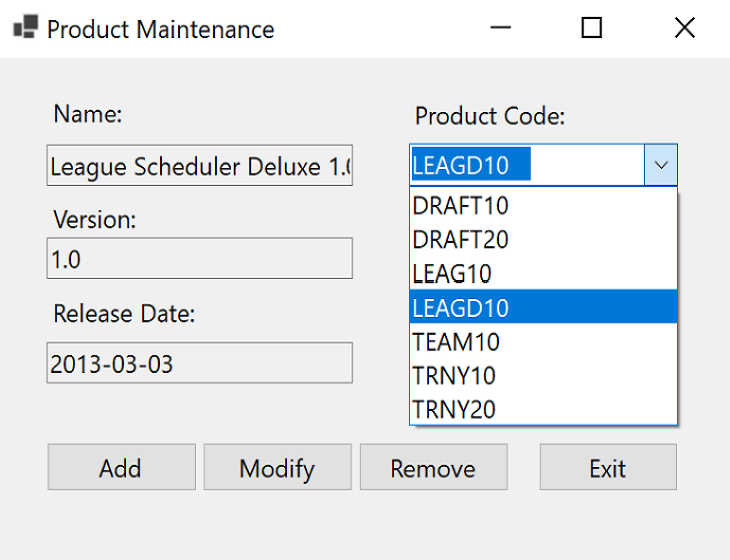 Product Maintenance
Name:
League Scheduler Deluxe 1.0
Version:
1.0
Release Date:
2013-03-03
Product Code:
LEAGD10
DRAFT10
DRAFT20
LEAG10
LEAGD10
TEAM10
TRNY10
TRNY20
Add
Modify
Remove
Exit